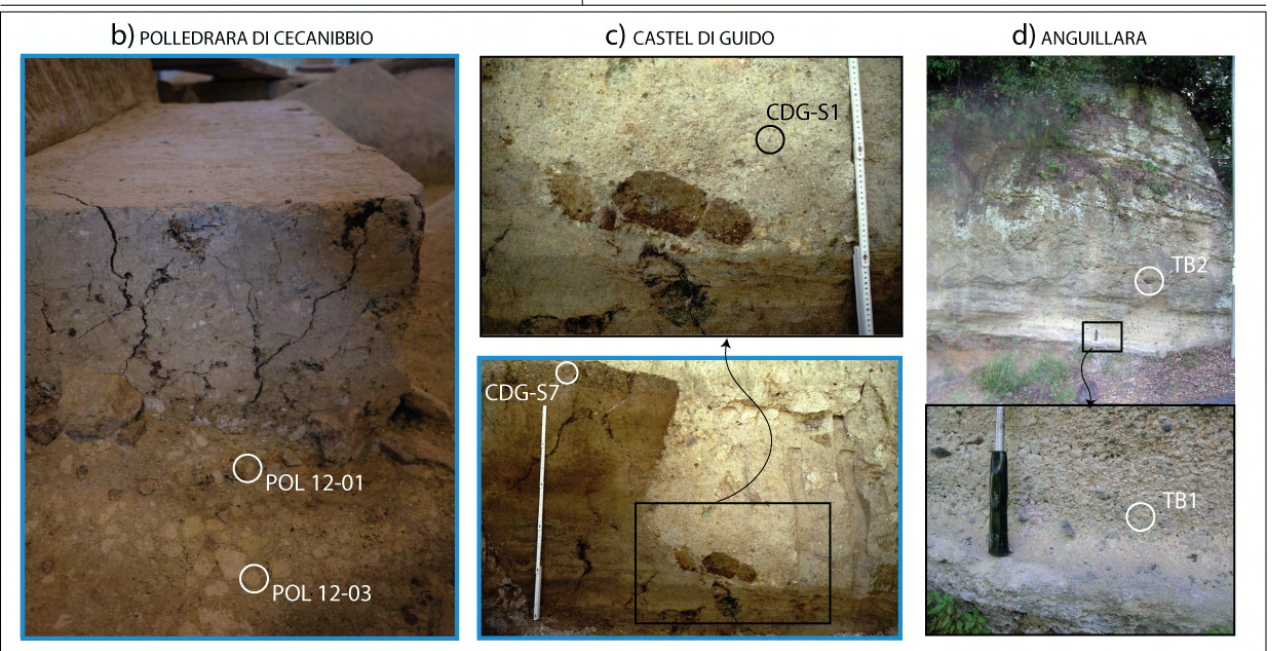 b) POLLEDRARA DI CECANIBBIO
c) CASTEL DI GUIDO
d) ANGUILLARA
CDG-S1
TB2
CDG-S7
POL 12-01
TB1
POL 12-03